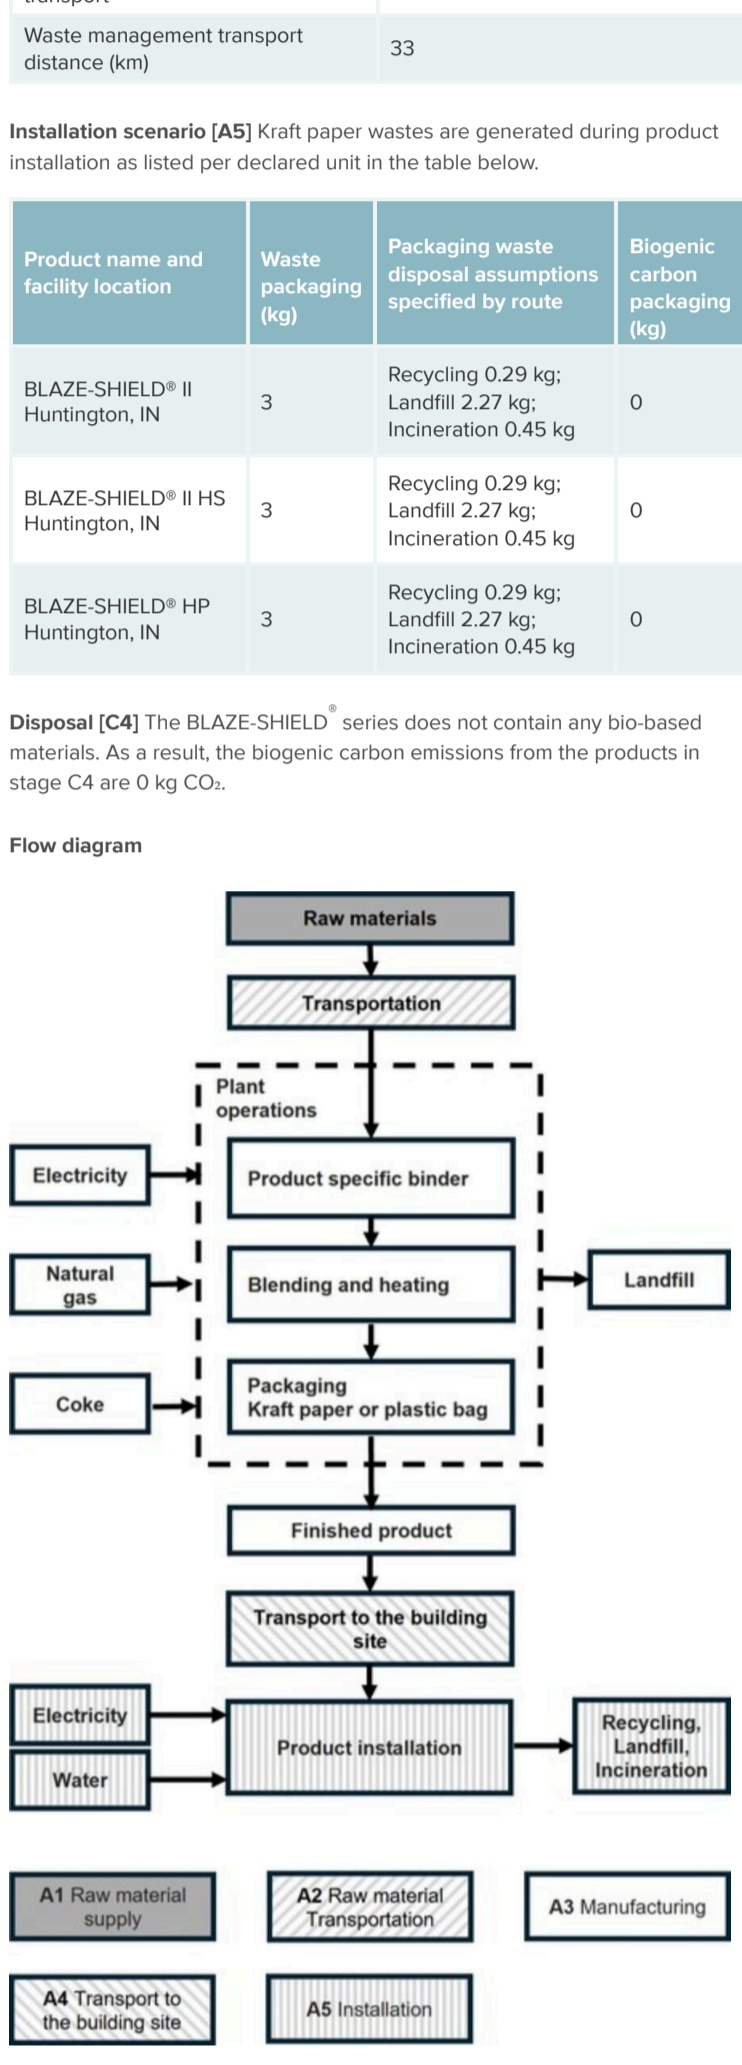 transport
Waste management transport
distance (km)
33
Installation scenario [A5] Kraft paper wastes are generated during product
installation as listed per declared unit in the table below.
Product name and
facility location
Waste
packaging
(kg)
Packaging waste
disposal assumptions
specified by route
Biogenic
carbon
packaging
(kg)
BLAZE-SHIELD® II
Huntington, IN
3
Recycling 0.29 kg;
Landfill 2.27 kg;
Incineration 0.45 kg
0
BLAZE-SHIELD® II HS
Huntington, IN
3
Recycling 0.29 kg;
Landfill 2.27 kg;
Incineration 0.45 kg
0
BLAZE-SHIELD® HP
Huntington, IN
3
Recycling 0.29 kg;
Landfill 2.27 kg;
Incineration 0.45 kg
0
Disposal [C4] The BLAZE-SHIELD® series does not contain any bio-based
materials. As a result, the biogenic carbon emissions from the products in
stage C4 are 0 kg CO₂.
Flow diagram
Raw materials
Transportation
Plant
operations
Electricity
Product specific binder
Natural
gas
Blending and heating
Landfill
Coke
Packaging
Kraft paper or plastic bag
Finished product
Transport to the building
site
Electricity
Water
Product installation
Recycling,
Landfill,
Incineration
A1 Raw material
supply
A2 Raw material
Transportation
A3 Manufacturing
A4 Transport to
the building site
A5 Installation